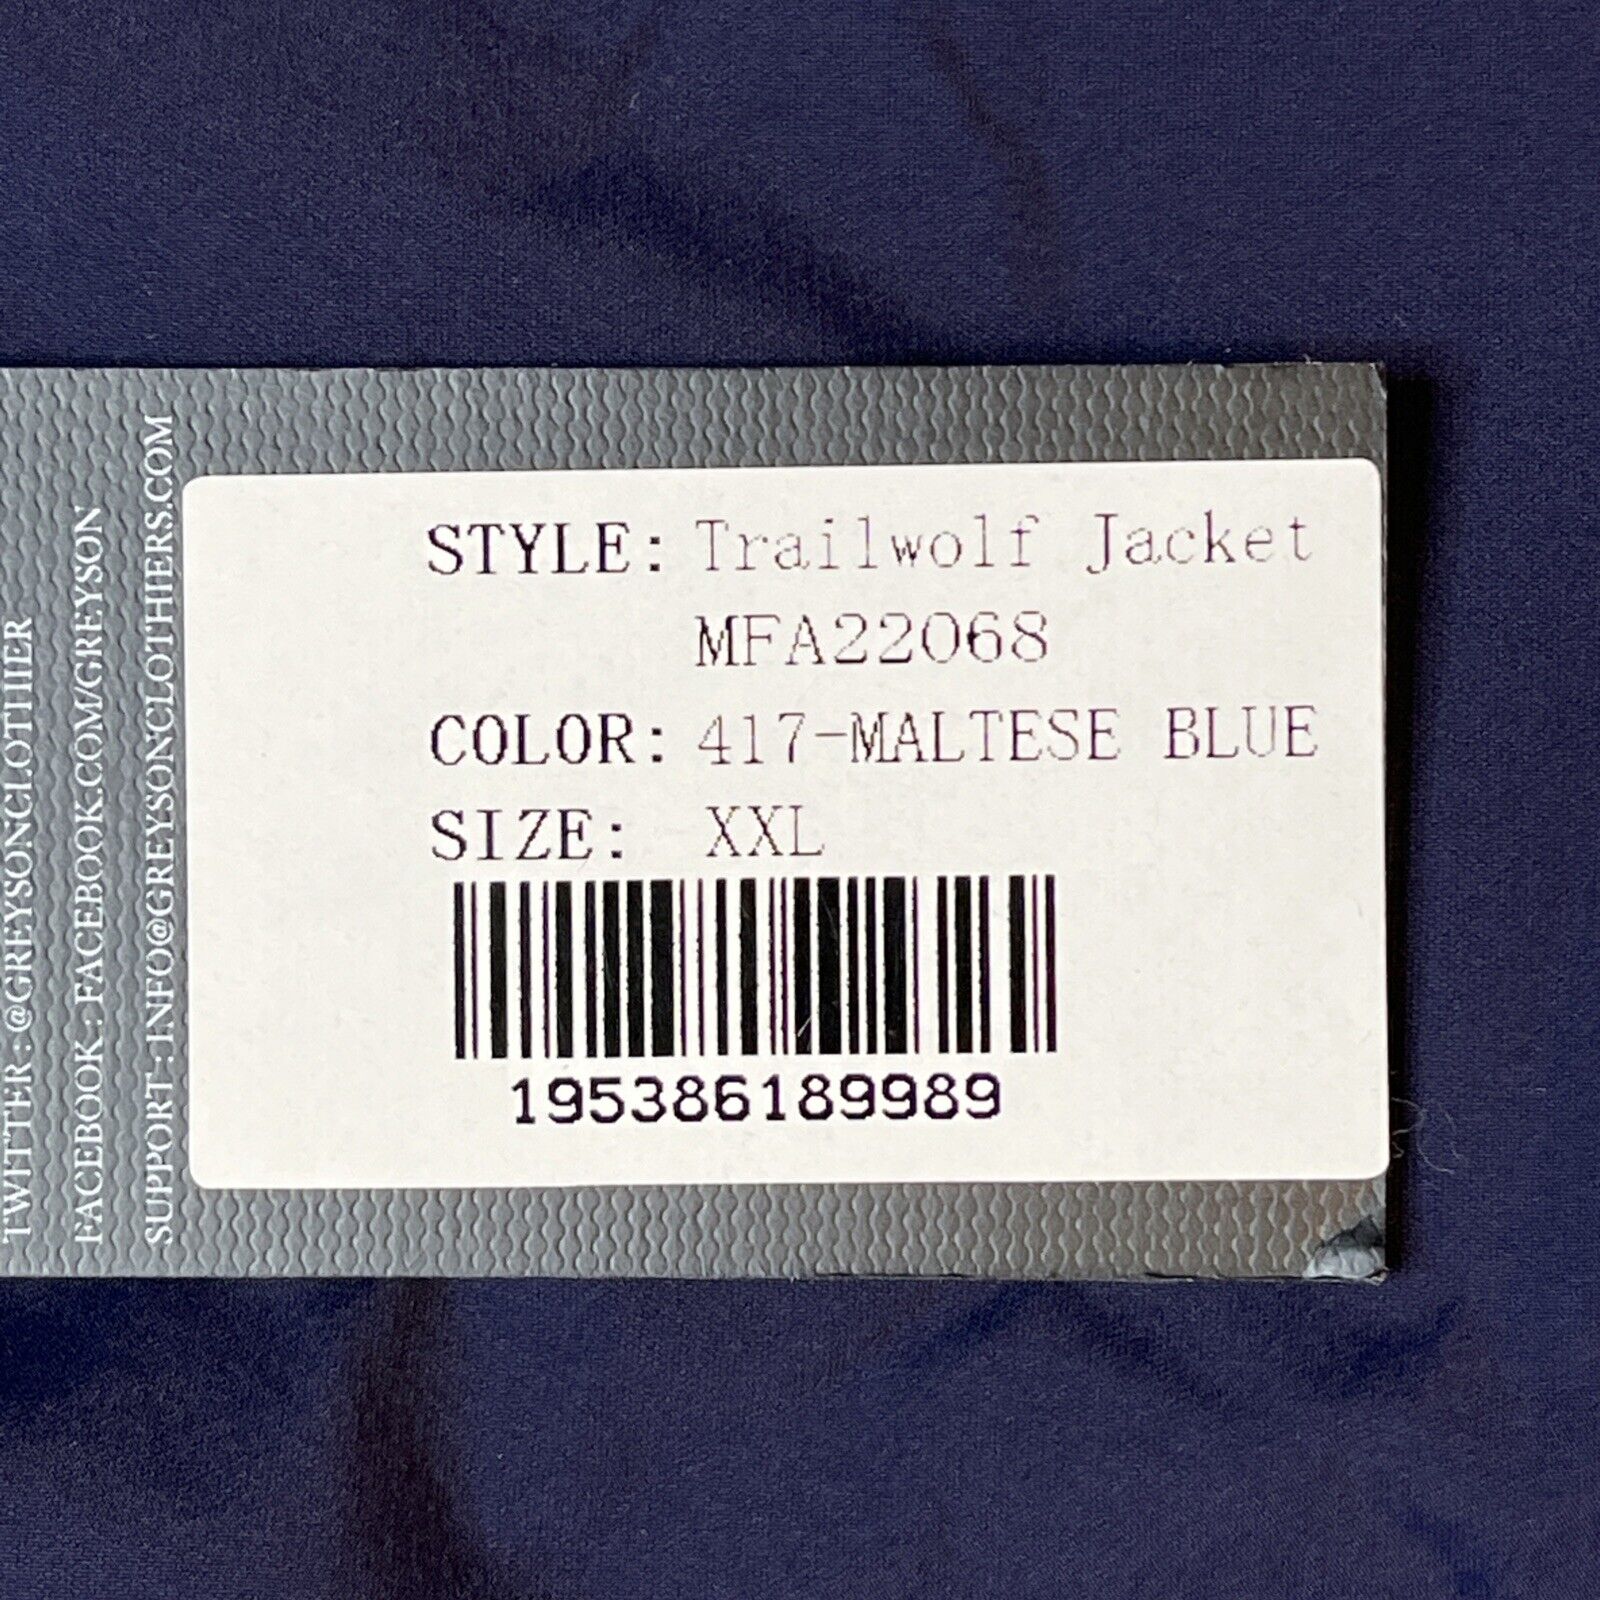 TWITTER : @GREYSONCLOTHIER
FACEBOOK : FACEBOOK.COM/GREYSON
SUPPORT : INFO@GREYSONCLOTHIERS.COM
STYLE: Trailwolf Jacket
MFA22068
COLOR: 417-MALTESE BLUE
SIZE: XXL
195386189989